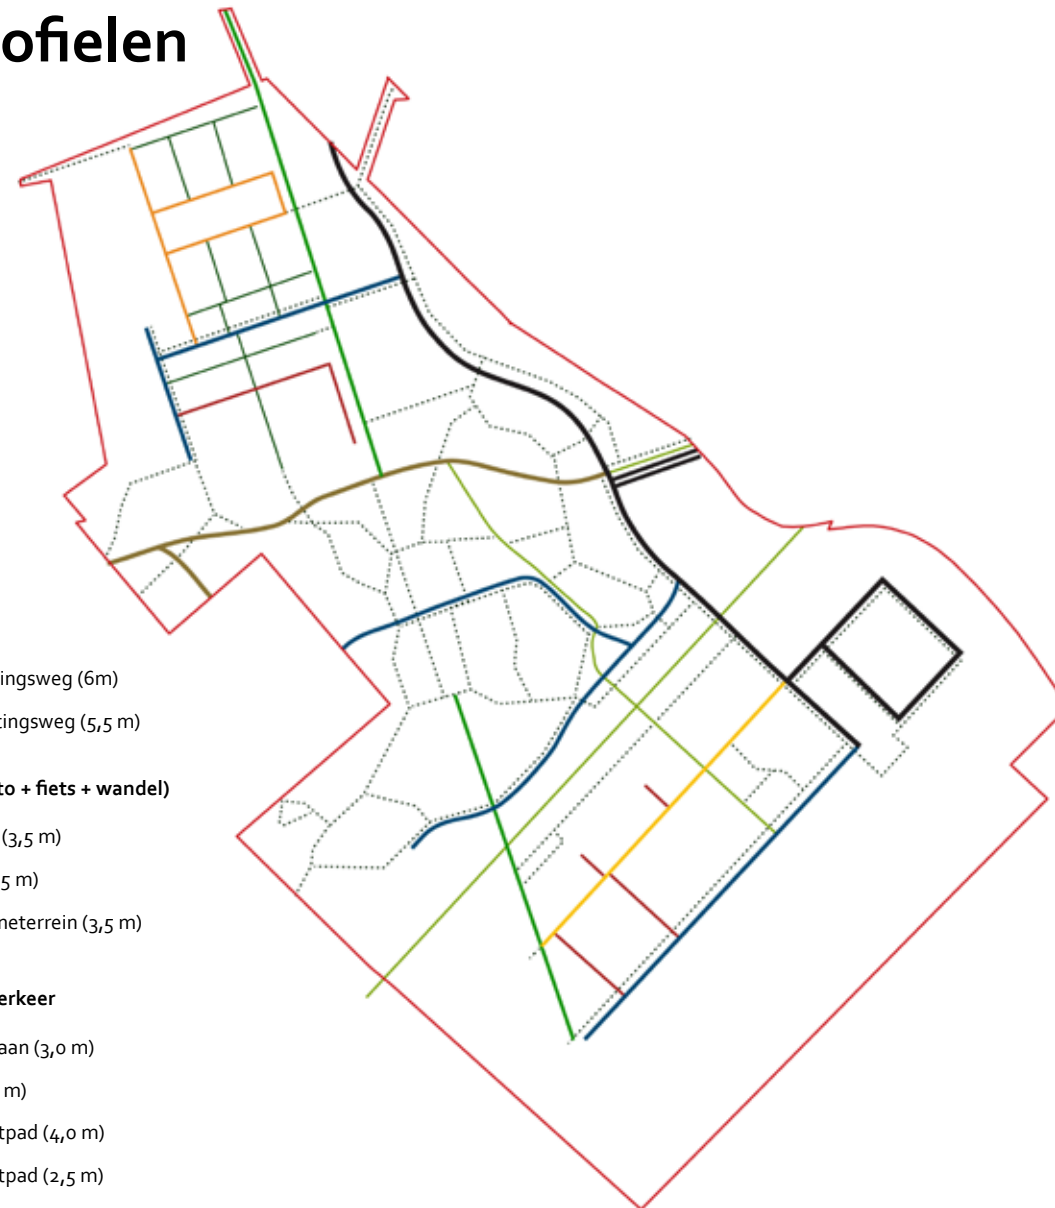 ofielen
ingsweg (6m)
tingsweg (5,5 m)
to + fiets + wandel)
(3,5 m)
5 m)
meterrein (3,5 m)
erkeer
aan (3,0 m)
m)
tpad (4,0 m)
tpad (2,5 m)